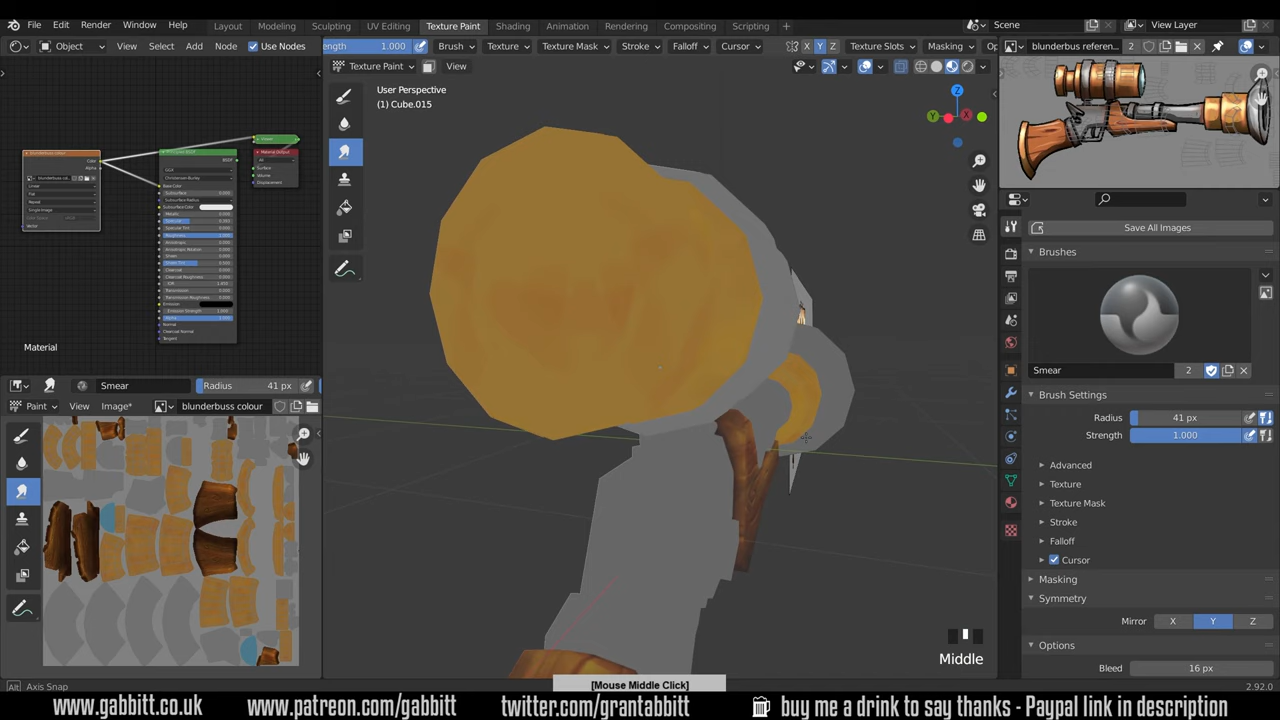 File Edit Render Window Help Layout Modeling Sculpting UV Editing Texture Paint Shading Animation Rendering Compositing Scripting + Scene View Layer
Object View Select Add Node Use Nodes ength 1.000 Brush Texture Texture Mask Stroke Falloff Cursor X Y Z Texture Slots Masking Op blunderbus referen... 2
Texture Paint View
User Perspective
(1) Cube.015
X
Y
Z
Material
Smear Radius 41 px
Paint View Image* blunderbuss colour
Save All Images
Brushes
Smear 2
Brush Settings
Radius 41 px
Strength 1.000
Advanced
Texture
Texture Mask
Stroke
Falloff
Cursor
Masking
Symmetry
Mirror X Y Z
Options
Bleed 16 px
Middle
Alt Axis Snap [Mouse Middle Click] 2.92.0
www.gabbitt.co.uk www.patreon.com/gabbitt twitter.com/grantabbitt buy me a drink to say thanks - Paypal link in description